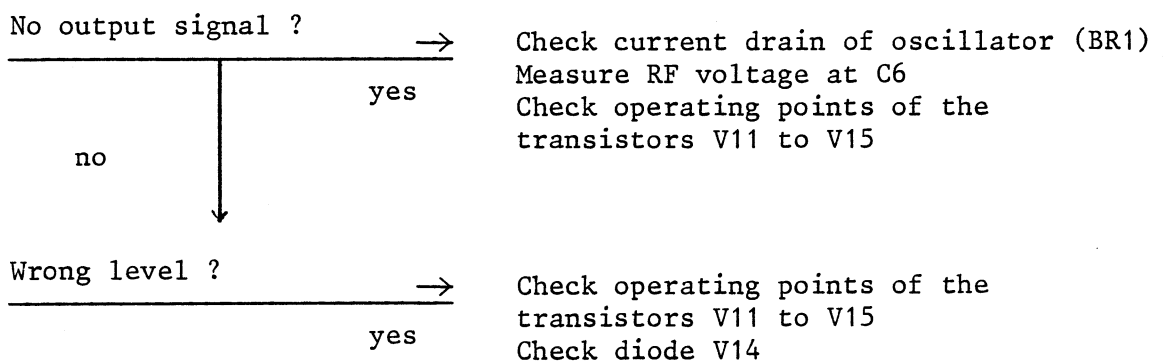 No output signal ?
yes
Check current drain of oscillator (BR1)
Measure RF voltage at C6
Check operating points of the
transistors V11 to V15
no
Wrong level ?
yes
Check operating points of the
transistors V11 to V15
Check diode V14